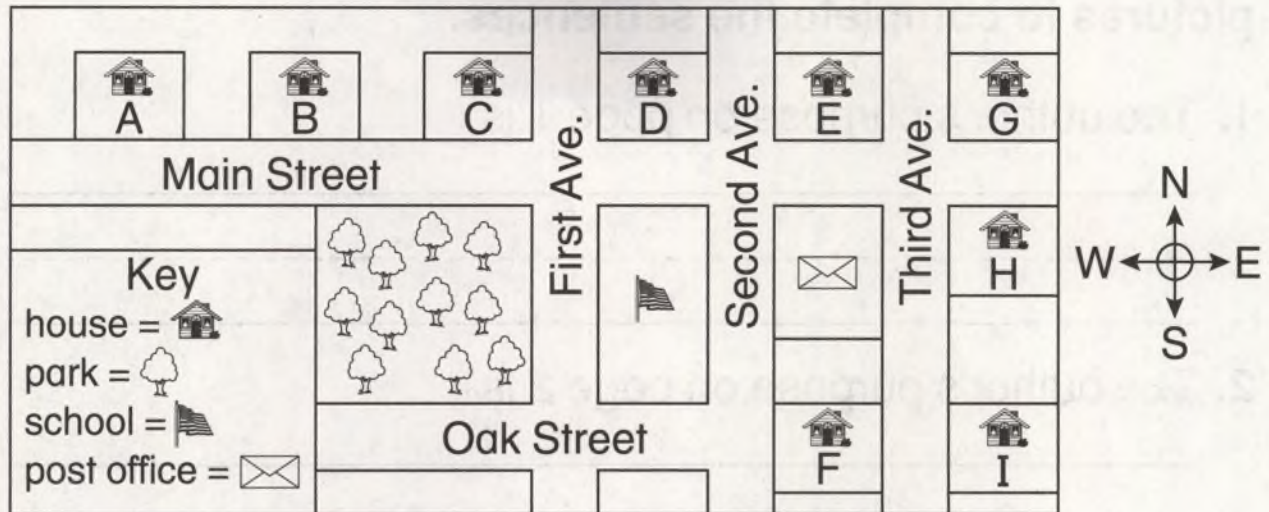 A B C D E G
Main Street
First Ave.
Second Ave.
Third Ave.
N
W E
S
H
Key
house =
park =
school =
post office =
Oak Street
F I